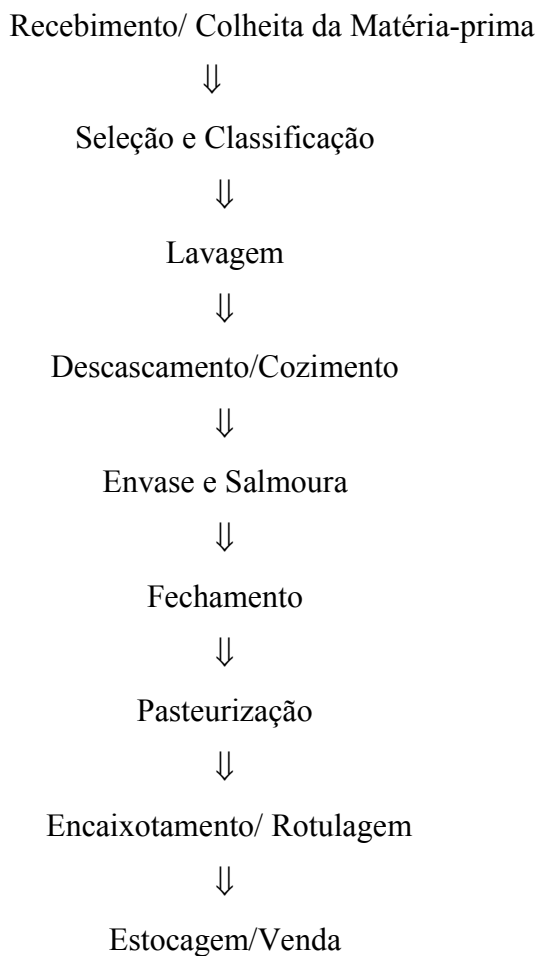 Recebimento/ Colheita da Matéria-prima
⇓
Seleção e Classificação
⇓
Lavagem
⇓
Descascamento/Cozimento
⇓
Envase e Salmoura
⇓
Fechamento
⇓
Pasteurização
⇓
Encaixotamento/ Rotulagem
⇓
Estocagem/Venda